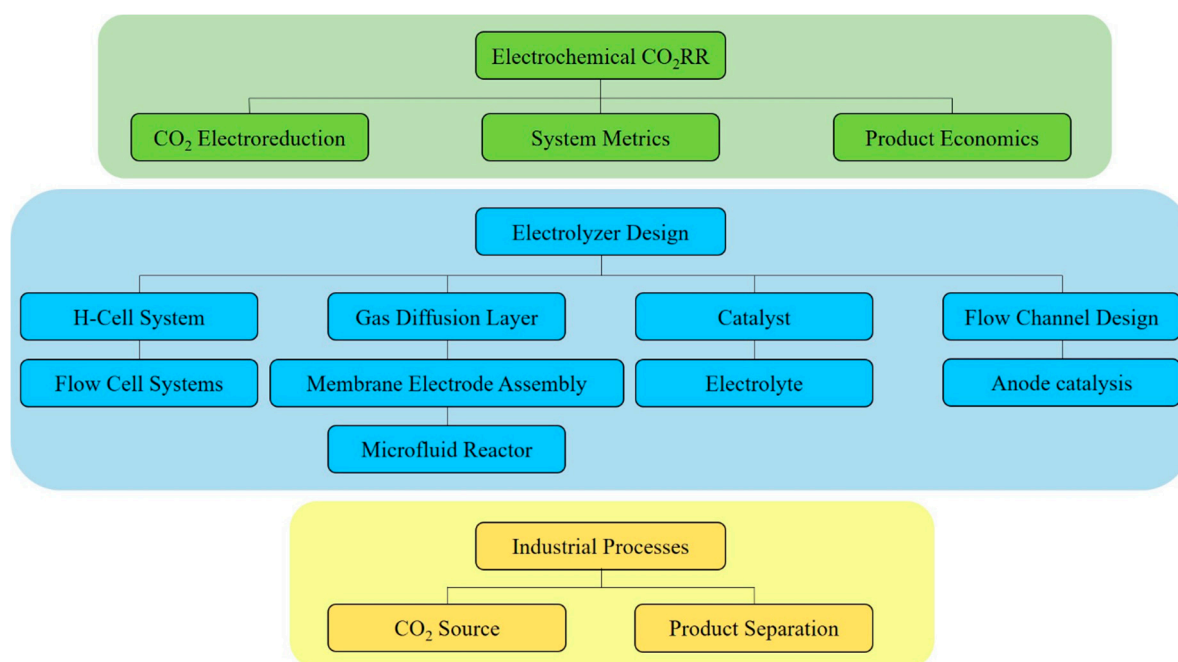 Electrochemical CO₂RR
CO₂ Electroreduction
System Metrics
Product Economics
Electrolyzer Design
H-Cell System
Gas Diffusion Layer
Catalyst
Flow Channel Design
Flow Cell Systems
Membrane Electrode Assembly
Electrolyte
Anode catalysis
Microfluid Reactor
Industrial Processes
CO₂ Source
Product Separation